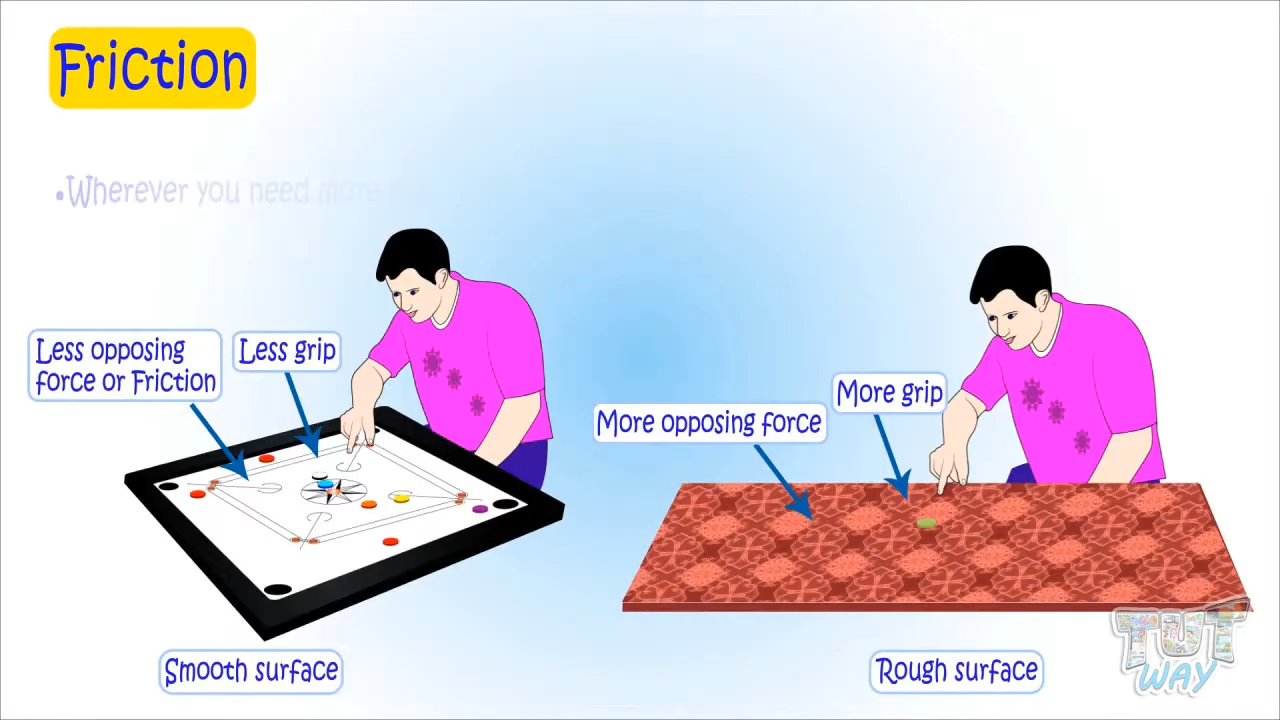 Friction
•Wherever you need more
Less opposing
force or Friction
Less grip
More opposing force
More grip
Smooth surface
Rough surface
TUT
WAY